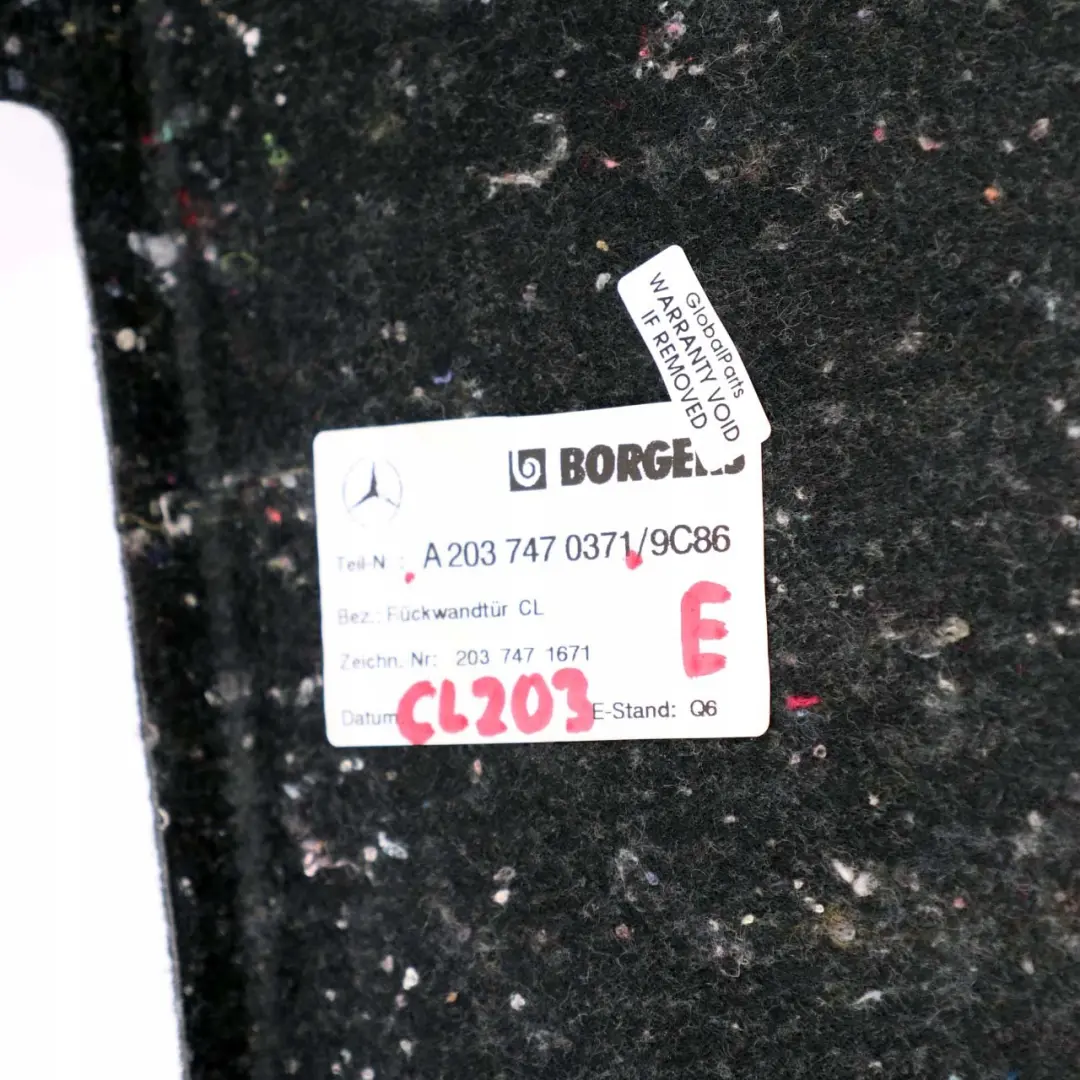 GlobalParts
WARRANTY VOID
IF REMOVED
Teil-N : A 203 747 0371/9C86
Bez.: Rückwandtür CL
E
Zeichn. Nr: 203 747 1671
Datum CL203 E-Stand: Q6